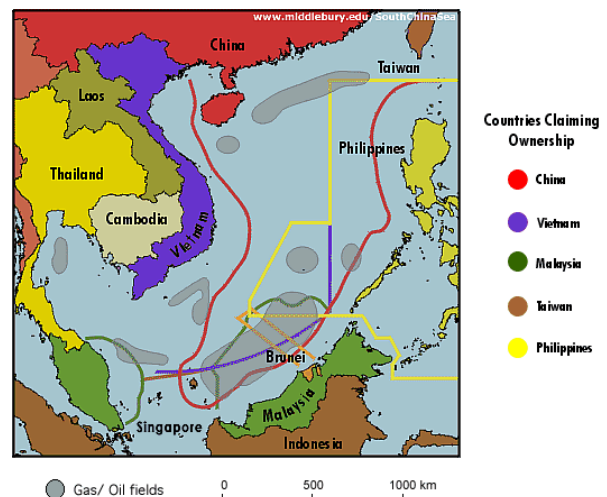 www.middlebury.edu/SouthChinaSea
China
Taiwan
Laos
Philippines
Thailand
Cambodia
Vietnam
Brunei
Malaysia
Singapore
Indonesia
Countries Claiming
Ownership
China
Vietnam
Malaysia
Taiwan
Philippines
Gas/ Oil fields
0 500 1000 km